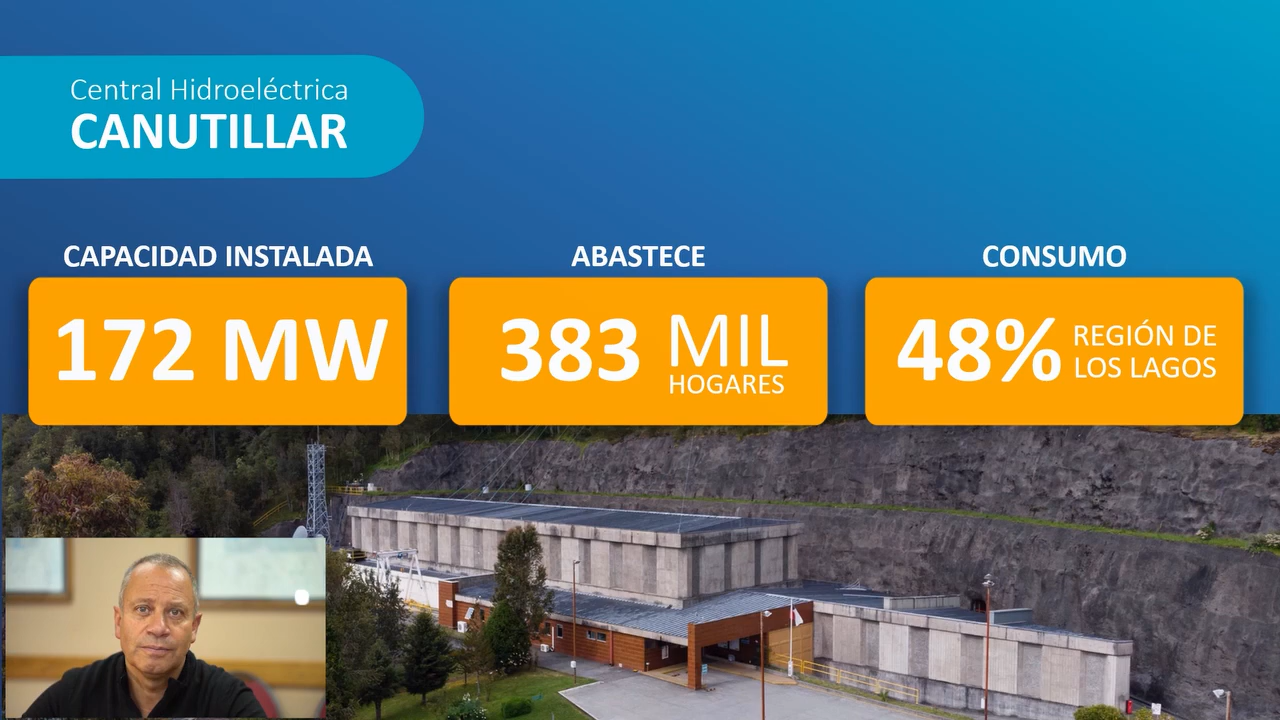 Central Hidroeléctrica
CANUTILLAR
CAPACIDAD INSTALADA
172 MW
ABASTECE
383 MIL
HOGARES
CONSUMO
48% REGIÓN DE
LOS LAGOS